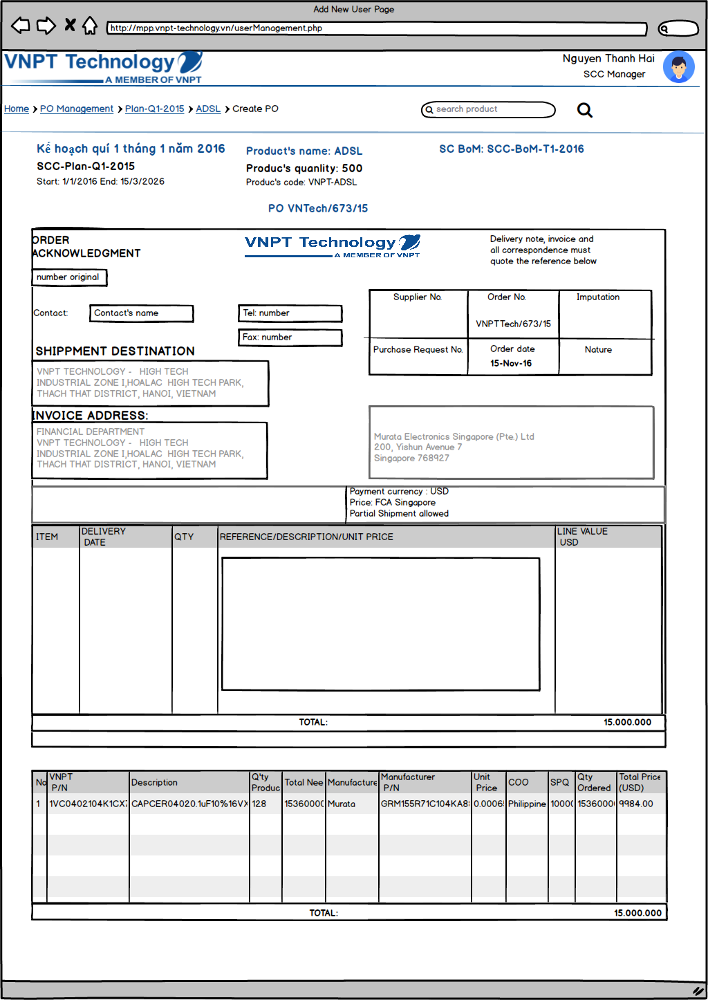 Add New User Page
http://mpp.vnpt-technology.vn/userManagement.php
VNPT Technology
A MEMBER OF VNPT
Nguyen Thanh Hai
SCC Manager
Home PO Management Plan-Q1-2015 ADSL Create PO
search product
Kế hoạch quí 1 tháng 1 năm 2016
SCC-Plan-Q1-2015
Start: 1/1/2016 End: 15/3/2026
Product's name: ADSL
Produc's quanlity: 500
Produc's code: VNPT-ADSL
SC BoM: SCC-BoM-T1-2016
PO VNTech/673/15
ORDER
ACKNOWLEDGMENT
VNPT Technology
A MEMBER OF VNPT
Delivery note, invoice and
all correspondence must
quote the reference below
number original
Contact:
Contact's name
Tel: number
Fax: number
Supplier No.
Order No.
Imputation
VNPTTech/673/15
Purchase Request No.
Order date
Nature
15-Nov-16
SHIPPMENT DESTINATION
VNPT TECHNOLOGY - HIGH TECH
INDUSTRIAL ZONE I,HOALAC HIGH TECH PARK,
THACH THAT DISTRICT, HANOI, VIETNAM
INVOICE ADDRESS:
FINANCIAL DEPARTMENT
VNPT TECHNOLOGY - HIGH TECH
INDUSTRIAL ZONE I,HOALAC HIGH TECH PARK,
THACH THAT DISTRICT, HANOI, VIETNAM
Murata Electronics Singapore (Pte.) Ltd
200, Yishun Avenue 7
Singapore 768927
Payment currency : USD
Price: FCA Singapore
Partial Shipment allowed
ITEM
DELIVERY
DATE
QTY
REFERENCE/DESCRIPTION/UNIT PRICE
LINE VALUE
USD
TOTAL: 15.000.000
No
VNPT
P/N
Description
Q'ty
Produc
Total Nee
Manufacture
Manufacturer
P/N
Unit
Price
COO
SPQ
Qty
Ordered
Total Price
(USD)
1 1VC0402104K1CX7 CAPCER04020.1uF10%16VX 128 1536000 Murata GRM155R71C104KA88 0.00065 Philippine 10000 1536000 9984.00
TOTAL: 15.000.000